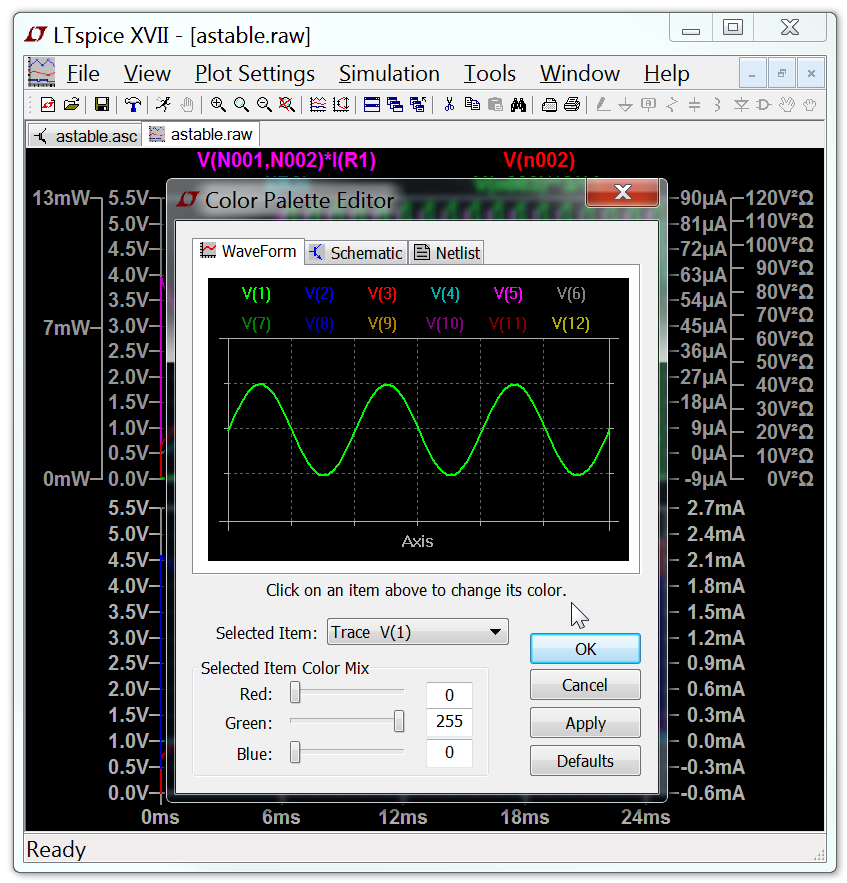 LTspice XVII - [astable.raw]
File View Plot Settings Simulation Tools Window Help
astable.asc astable.raw
V(N001,N002)*I(R1) V(n002)
13mW 5.5V 90µA 120V²Ω
5.0V 81µA 110V²Ω
4.5V 72µA 100V²Ω
4.0V 63µA 90V²Ω
3.5V 54µA 80V²Ω
7mW 3.0V 45µA 70V²Ω
2.5V 36µA 60V²Ω
2.0V 27µA 50V²Ω
1.5V 18µA 40V²Ω
1.0V 9µA 30V²Ω
0.5V 0µA 20V²Ω
0mW 0.0V -9µA 10V²Ω
0V²Ω
5.5V 2.7mA
5.0V 2.4mA
4.5V 2.1mA
4.0V 1.8mA
3.5V 1.5mA
3.0V 1.2mA
2.5V 0.9mA
2.0V 0.6mA
1.5V 0.3mA
1.0V 0.0mA
0.5V -0.3mA
0.0V -0.6mA
0ms 6ms 12ms 18ms 24ms
Color Palette Editor
WaveForm Schematic Netlist
V(1) V(2) V(3) V(4) V(5) V(6)
V(7) V(8) V(9) V(10) V(11) V(12)
Axis
Click on an item above to change its color.
Selected Item: Trace V(1)
Selected Item Color Mix
Red: 0
Green: 255
Blue: 0
OK
Cancel
Apply
Defaults
Ready